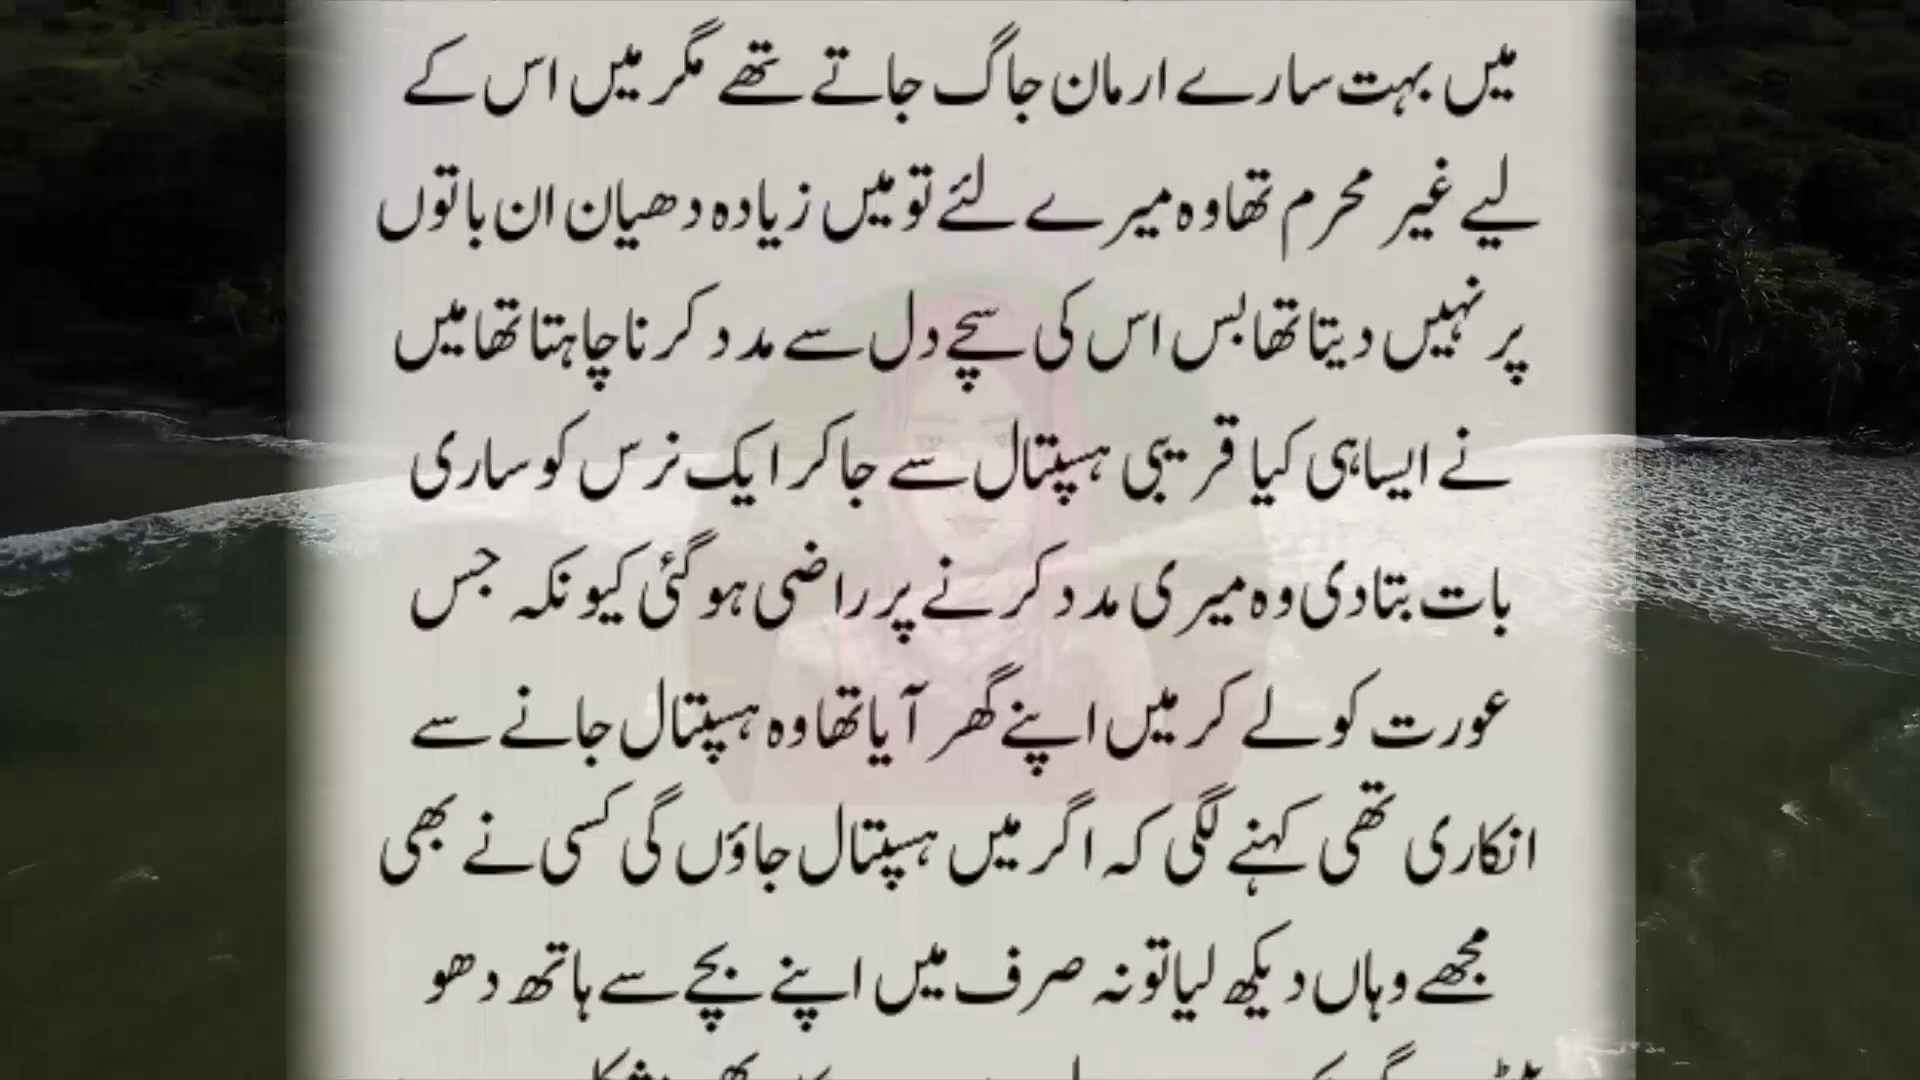 میں بہت سارے ارمان جاگ جاتے تھے مگر میں اس کے
لیے غیر محرم تھا وہ میرے لئے تو میں زیادہ دھیان ان باتوں
پر نہیں دیتا تھا بس اس کی سچے دل سے مدد کرنا چاہتا تھا میں
نے ایسا ہی کیا قریبی ہسپتال سے جا کر ایک نرس کو ساری
بات بتا دی وہ میری مدد کرنے پر راضی ہو گئی کیونکہ جس
عورت کو لے کر میں اپنے گھر آیا تھا وہ ہسپتال جانے سے
انکاری تھی کہنے لگی کہ اگر میں ہسپتال جاؤں گی کسی نے بھی
مجھے وہاں دیکھ لیا تو نہ صرف میں اپنے بچے سے ہاتھ دھو